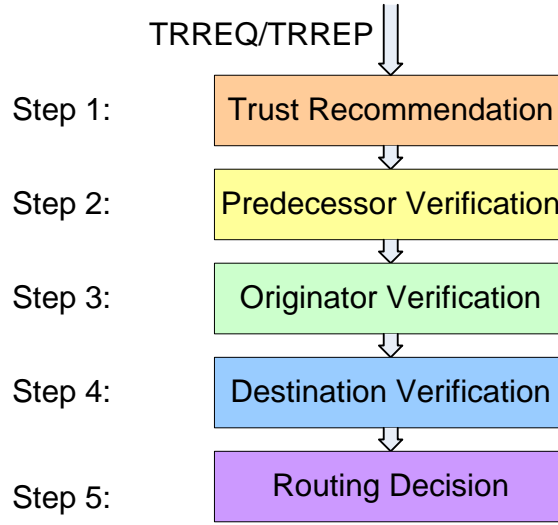 TRREQ/TRREP
Step 1: Trust Recommendation
Step 2: Predecessor Verification
Step 3: Originator Verification
Step 4: Destination Verification
Step 5: Routing Decision